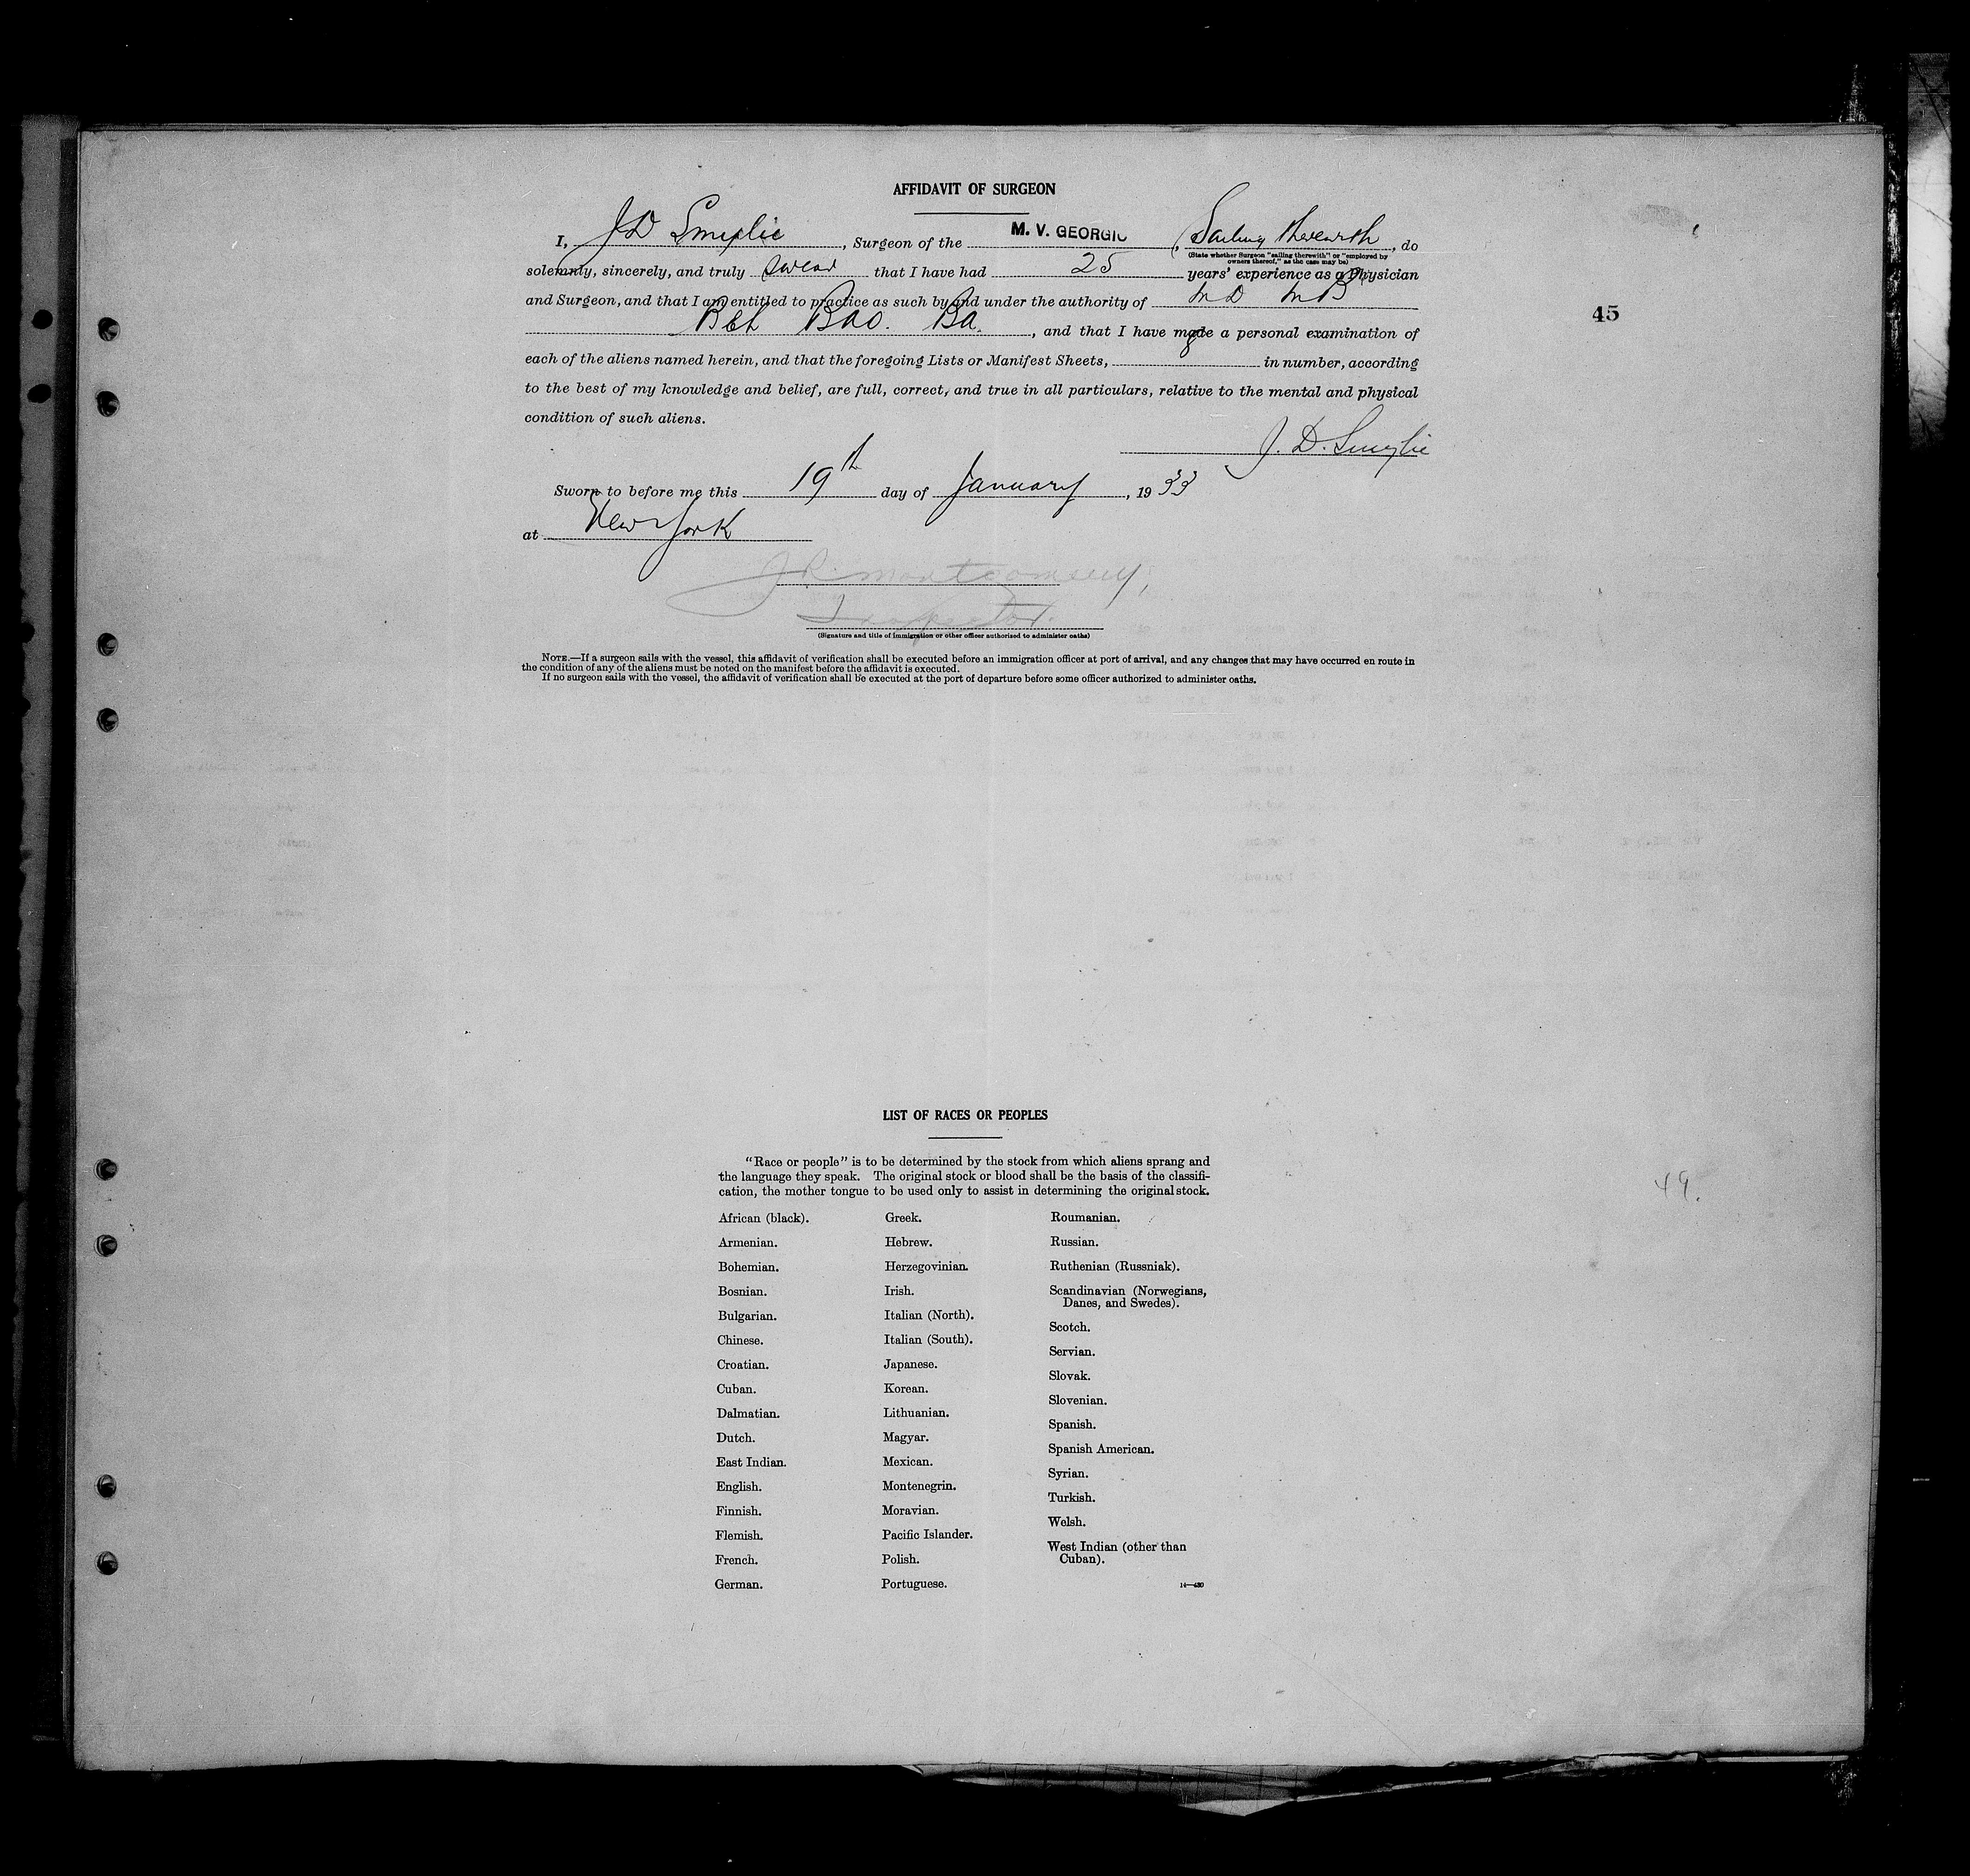 AFFIDAVIT OF SURGEON
I, J D Smylie, Surgeon of the M. V. GEORGIC, Sailing therewith, do
(State whether Surgeon "sailing therewith" or "employed by
owners thereof," as the case may be)
solemnly, sincerely, and truly swear that I have had 25 years' experience as a Physician
and Surgeon, and that I am entitled to practice as such by and under the authority of M D M B
Bch Bao. Ba., and that I have made a personal examination of
each of the aliens named herein, and that the foregoing Lists or Manifest Sheets, 8 in number, according
to the best of my knowledge and belief, are full, correct, and true in all particulars, relative to the mental and physical
condition of such aliens.
J. D. Smylie
Sworn to before me this 19th day of January, 1933
at New York
45
J R Montgomery,
Inspector.
(Signature and title of immigration or other officer authorized to administer oaths)
NOTE.—If a surgeon sails with the vessel, this affidavit of verification shall be executed before an immigration officer at port of arrival, and any changes that may have occurred en route in
the condition of any of the aliens must be noted on the manifest before the affidavit is executed.
If no surgeon sails with the vessel, the affidavit of verification shall be executed at the port of departure before some officer authorized to administer oaths.
LIST OF RACES OR PEOPLES
"Race or people" is to be determined by the stock from which aliens sprang and
the language they speak. The original stock or blood shall be the basis of the classifi-
cation, the mother tongue to be used only to assist in determining the original stock.
49.
African (black).
Armenian.
Bohemian.
Bosnian.
Bulgarian.
Chinese.
Croatian.
Cuban.
Dalmatian.
Dutch.
East Indian.
English.
Finnish.
Flemish.
French.
German.
Greek.
Hebrew.
Herzegovinian.
Irish.
Italian (North).
Italian (South).
Japanese.
Korean.
Lithuanian.
Magyar.
Mexican.
Montenegrin.
Moravian.
Pacific Islander.
Polish.
Portuguese.
Roumanian.
Russian.
Ruthenian (Russniak).
Scandinavian (Norwegians,
Danes, and Swedes).
Scotch.
Servian.
Slovak.
Slovenian.
Spanish.
Spanish American.
Syrian.
Turkish.
Welsh.
West Indian (other than
Cuban).
14—430